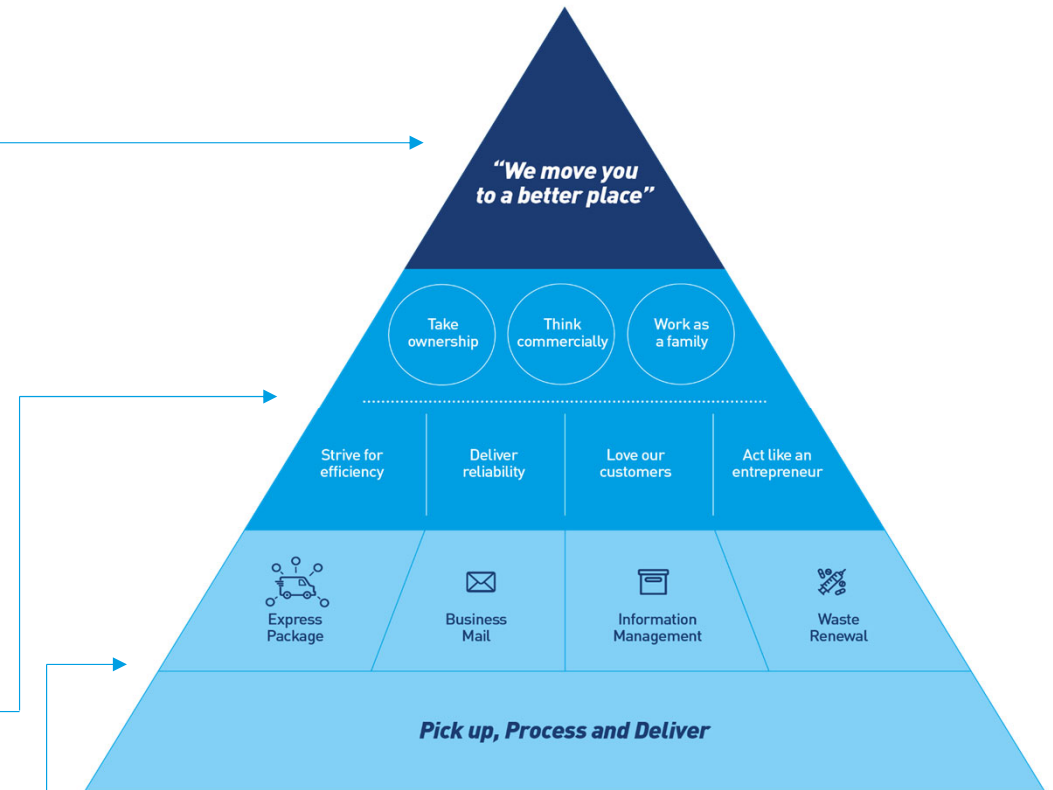 “We move you
to a better place”
Take
ownership
Think
commercially
Work as
a family
Strive for
efficiency
Deliver
reliability
Love our
customers
Act like an
entrepreneur
Express
Package
Business
Mail
Information
Management
Waste
Renewal
Pick up, Process and Deliver